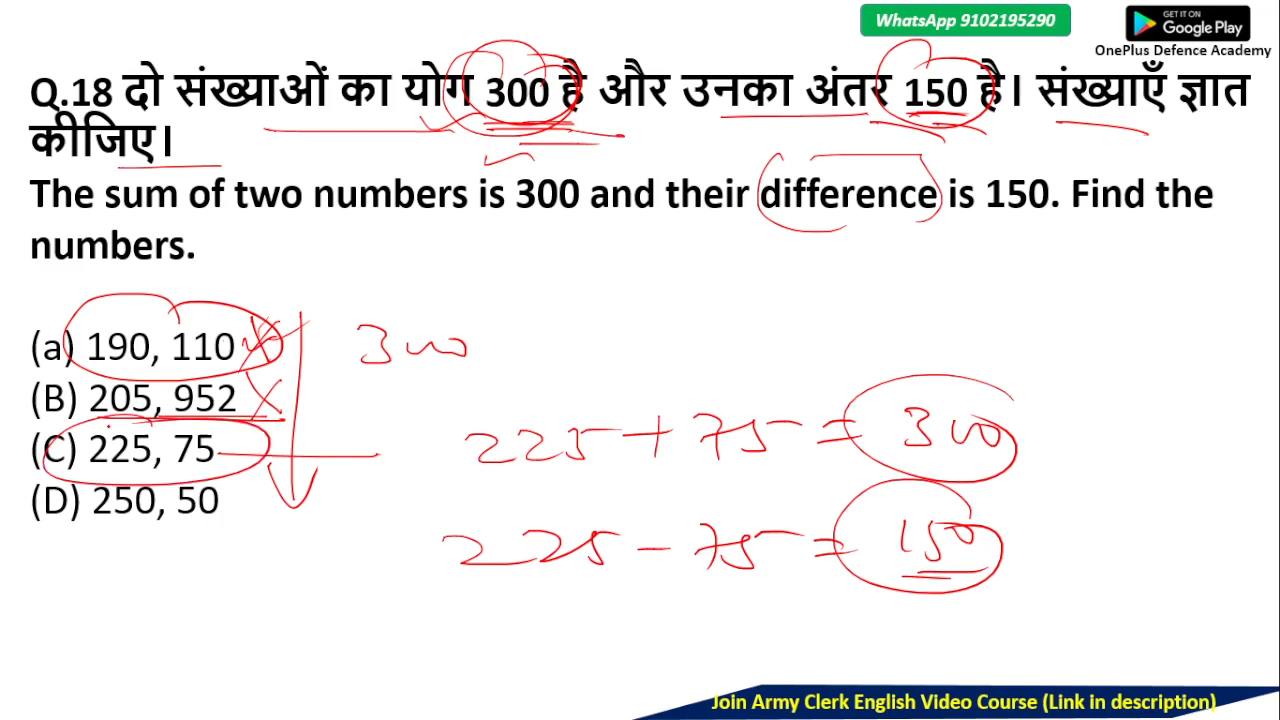 WhatsApp 9102195290
GET IT ON
Google Play
OnePlus Defence Academy
Q.18 दो संख्याओं का योग 300 है और उनका अंतर 150 है। संख्याएँ ज्ञात
कीजिए।
The sum of two numbers is 300 and their difference is 150. Find the
numbers.
(a) 190, 110
300
(B) 205, 952
(C) 225, 75
225 + 75 = 300
(D) 250, 50
225 - 75 = 150
Join Army Clerk English Video Course (Link in description)